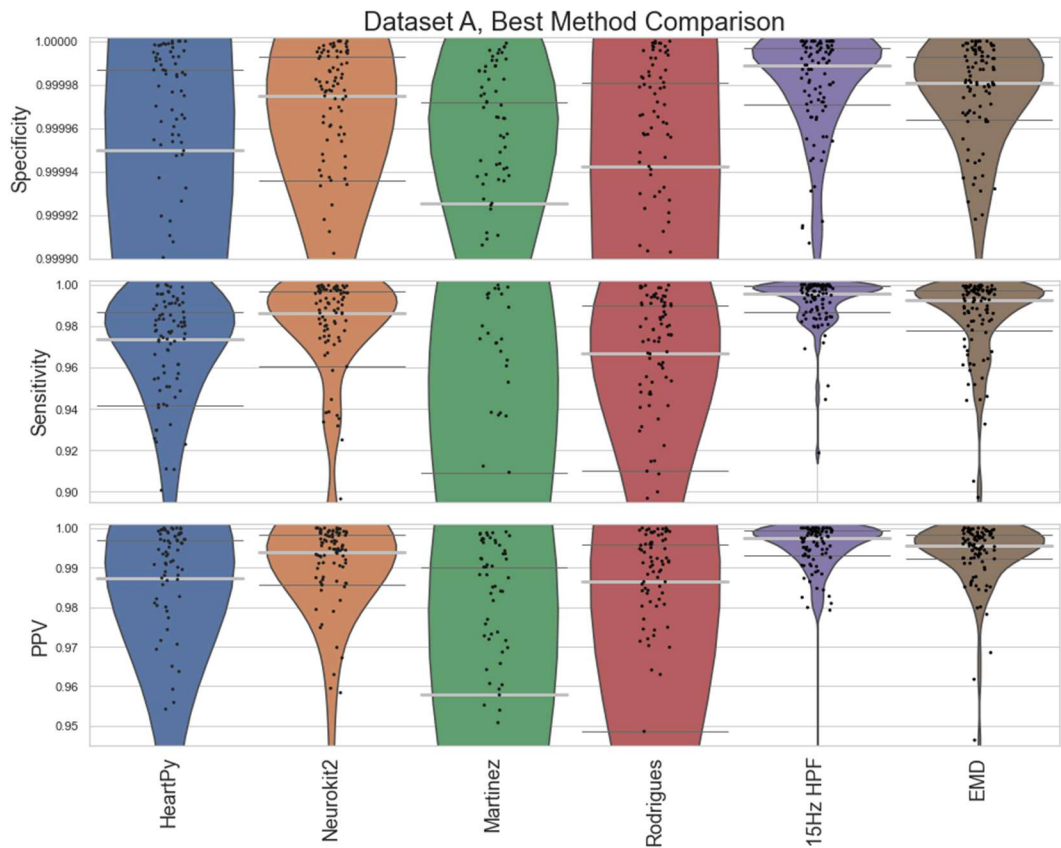 Dataset A, Best Method Comparison
Specificity
1.00000
0.99998
0.99996
0.99994
0.99992
0.99990
Sensitivity
1.00
0.98
0.96
0.94
0.92
0.90
PPV
1.00
0.99
0.98
0.97
0.96
0.95
HeartPy
Neurokit2
Martinez
Rodrigues
15Hz HPF
EMD